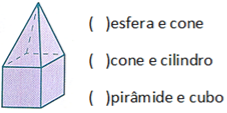 ( )esfera e cone
( )cone e cilindro
( )pirâmide e cubo